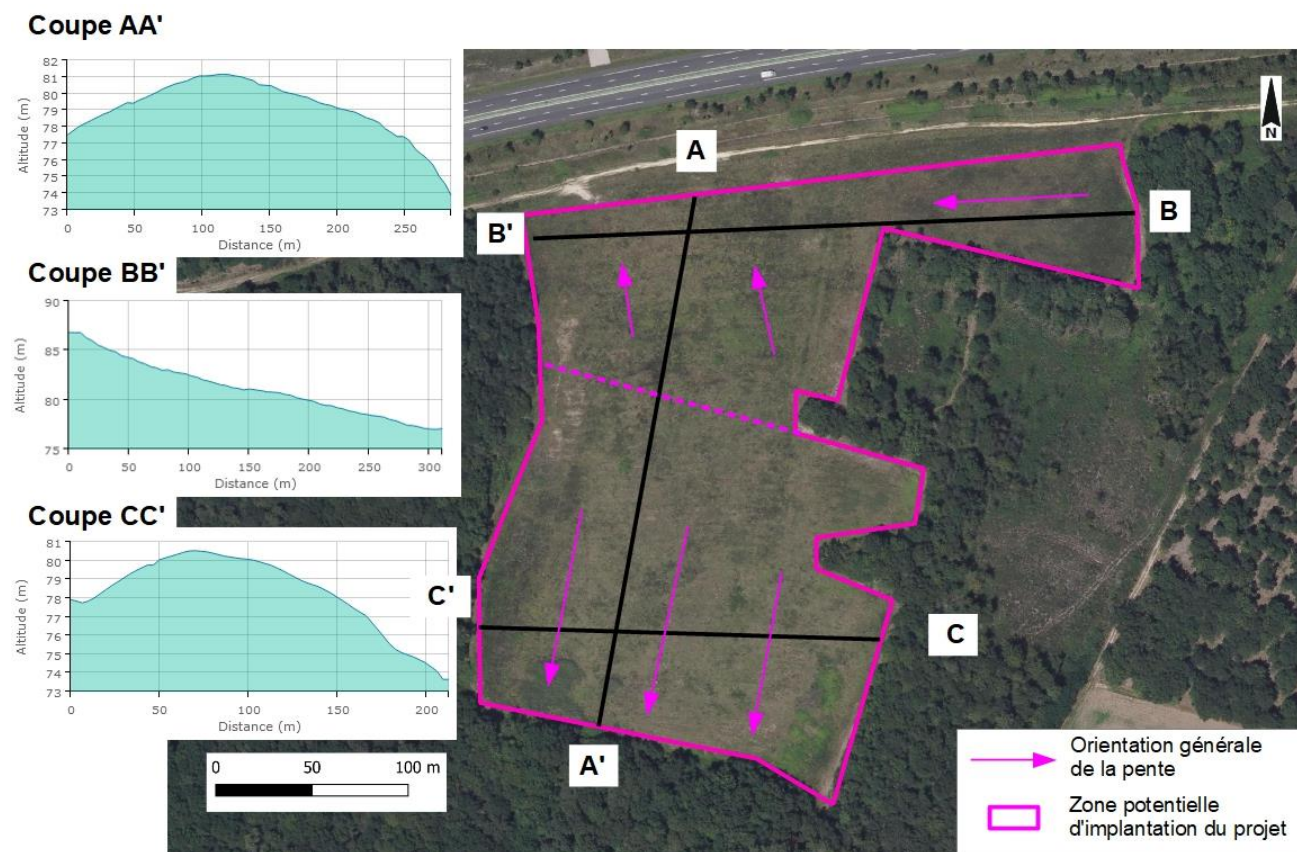 Coupe AA'
82
81
80
79
78
77
76
75
74
73
Altitude (m)
0 50 100 150 200 250
Distance (m)
Coupe BB'
90
85
80
75
Altitude (m)
0 50 100 150 200 250 300
Distance (m)
Coupe CC'
81
80
79
78
77
76
75
74
73
Altitude (m)
0 50 100 150 200
Distance (m)
0 50 100 m
A
B
B'
C'
C
A'
N
Orientation générale
de la pente
Zone potentielle
d'implantation du projet